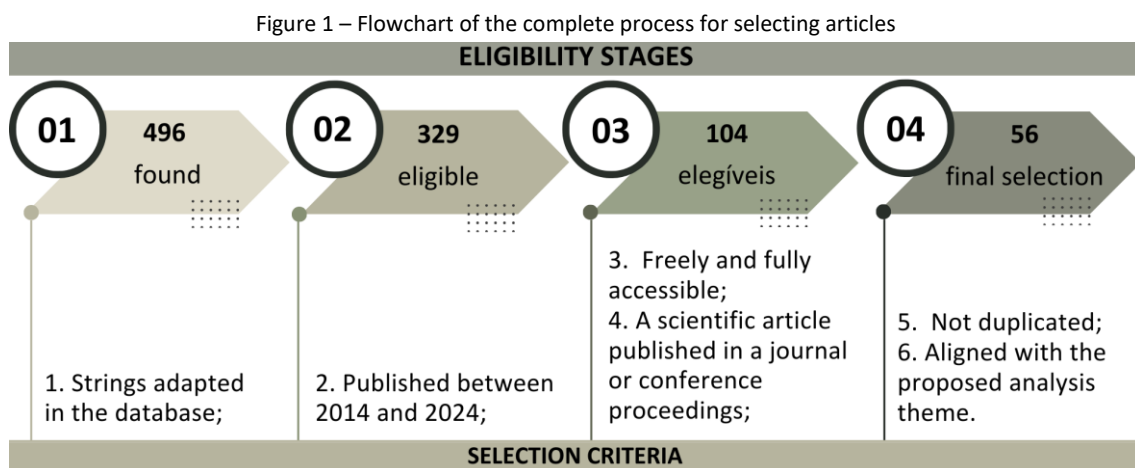 Figure 1 – Flowchart of the complete process for selecting articles
ELIGIBILITY STAGES
01
496
found
02
329
eligible
03
104
elegíveis
04
56
final selection
1. Strings adapted
in the database;
2. Published between
2014 and 2024;
3. Freely and fully
accessible;
4. A scientific article
published in a journal
or conference
proceedings;
5. Not duplicated;
6. Aligned with the
proposed analysis
theme.
SELECTION CRITERIA